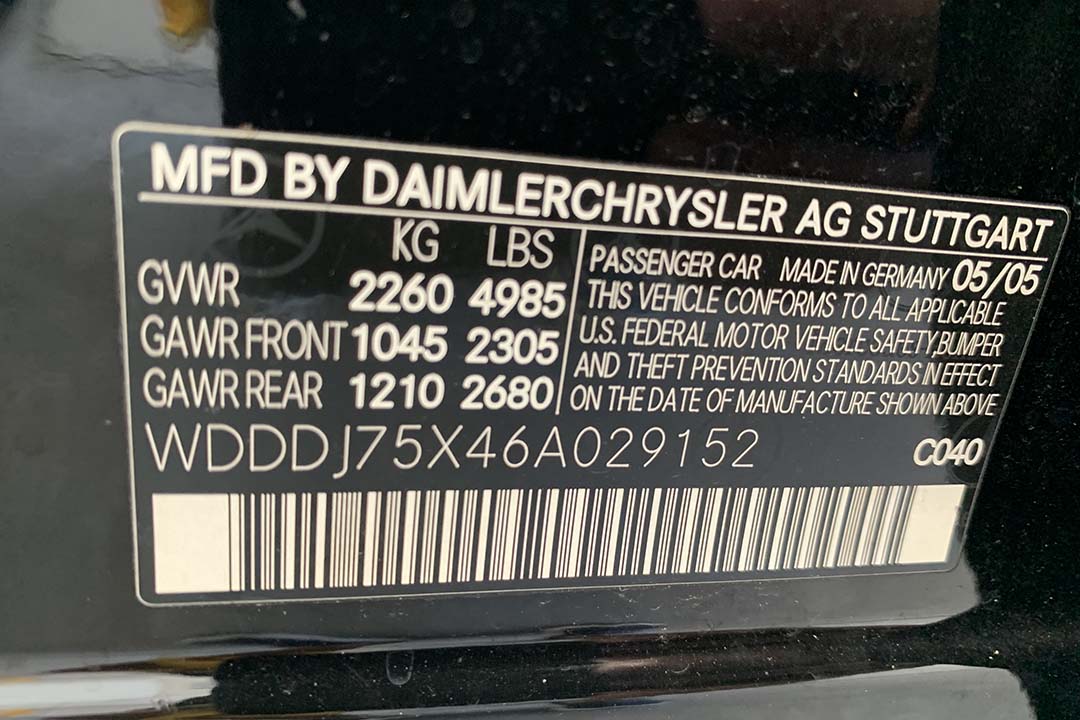 MFD BY DAIMLERCHRYSLER AG STUTTGART
KG LBS
GVWR 2260 4985
GAWR FRONT 1045 2305
GAWR REAR 1210 2680
PASSENGER CAR MADE IN GERMANY 05/05
THIS VEHICLE CONFORMS TO ALL APPLICABLE
U.S. FEDERAL MOTOR VEHICLE SAFETY,BUMPER
AND THEFT PREVENTION STANDARDS IN EFFECT
ON THE DATE OF MANUFACTURE SHOWN ABOVE
WDDDJ75X46A029152 C040